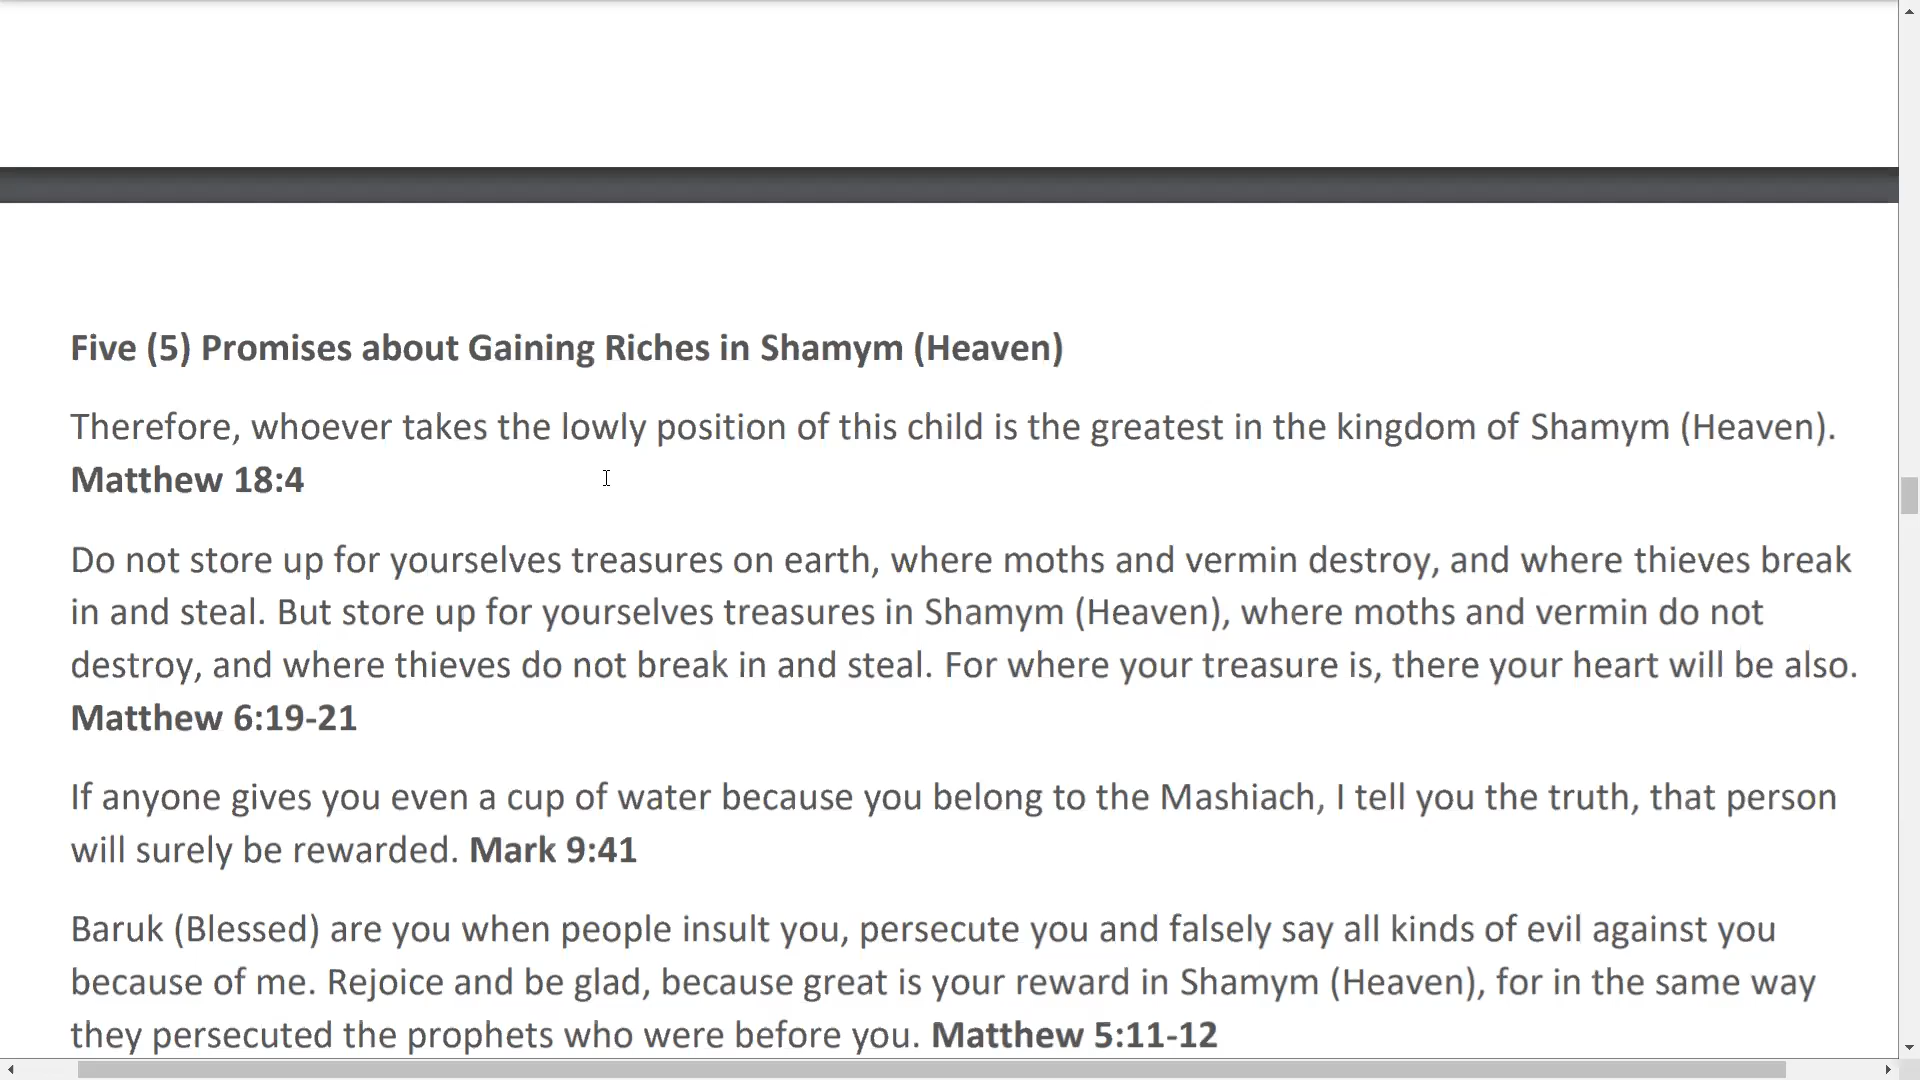 Five (5) Promises about Gaining Riches in Shamym (Heaven)
Therefore, whoever takes the lowly position of this child is the greatest in the kingdom of Shamym (Heaven).
Matthew 18:4
Do not store up for yourselves treasures on earth, where moths and vermin destroy, and where thieves break
in and steal. But store up for yourselves treasures in Shamym (Heaven), where moths and vermin do not
destroy, and where thieves do not break in and steal. For where your treasure is, there your heart will be also.
Matthew 6:19-21
If anyone gives you even a cup of water because you belong to the Mashiach, I tell you the truth, that person
will surely be rewarded. Mark 9:41
Baruk (Blessed) are you when people insult you, persecute you and falsely say all kinds of evil against you
because of me. Rejoice and be glad, because great is your reward in Shamym (Heaven), for in the same way
they persecuted the prophets who were before you. Matthew 5:11-12